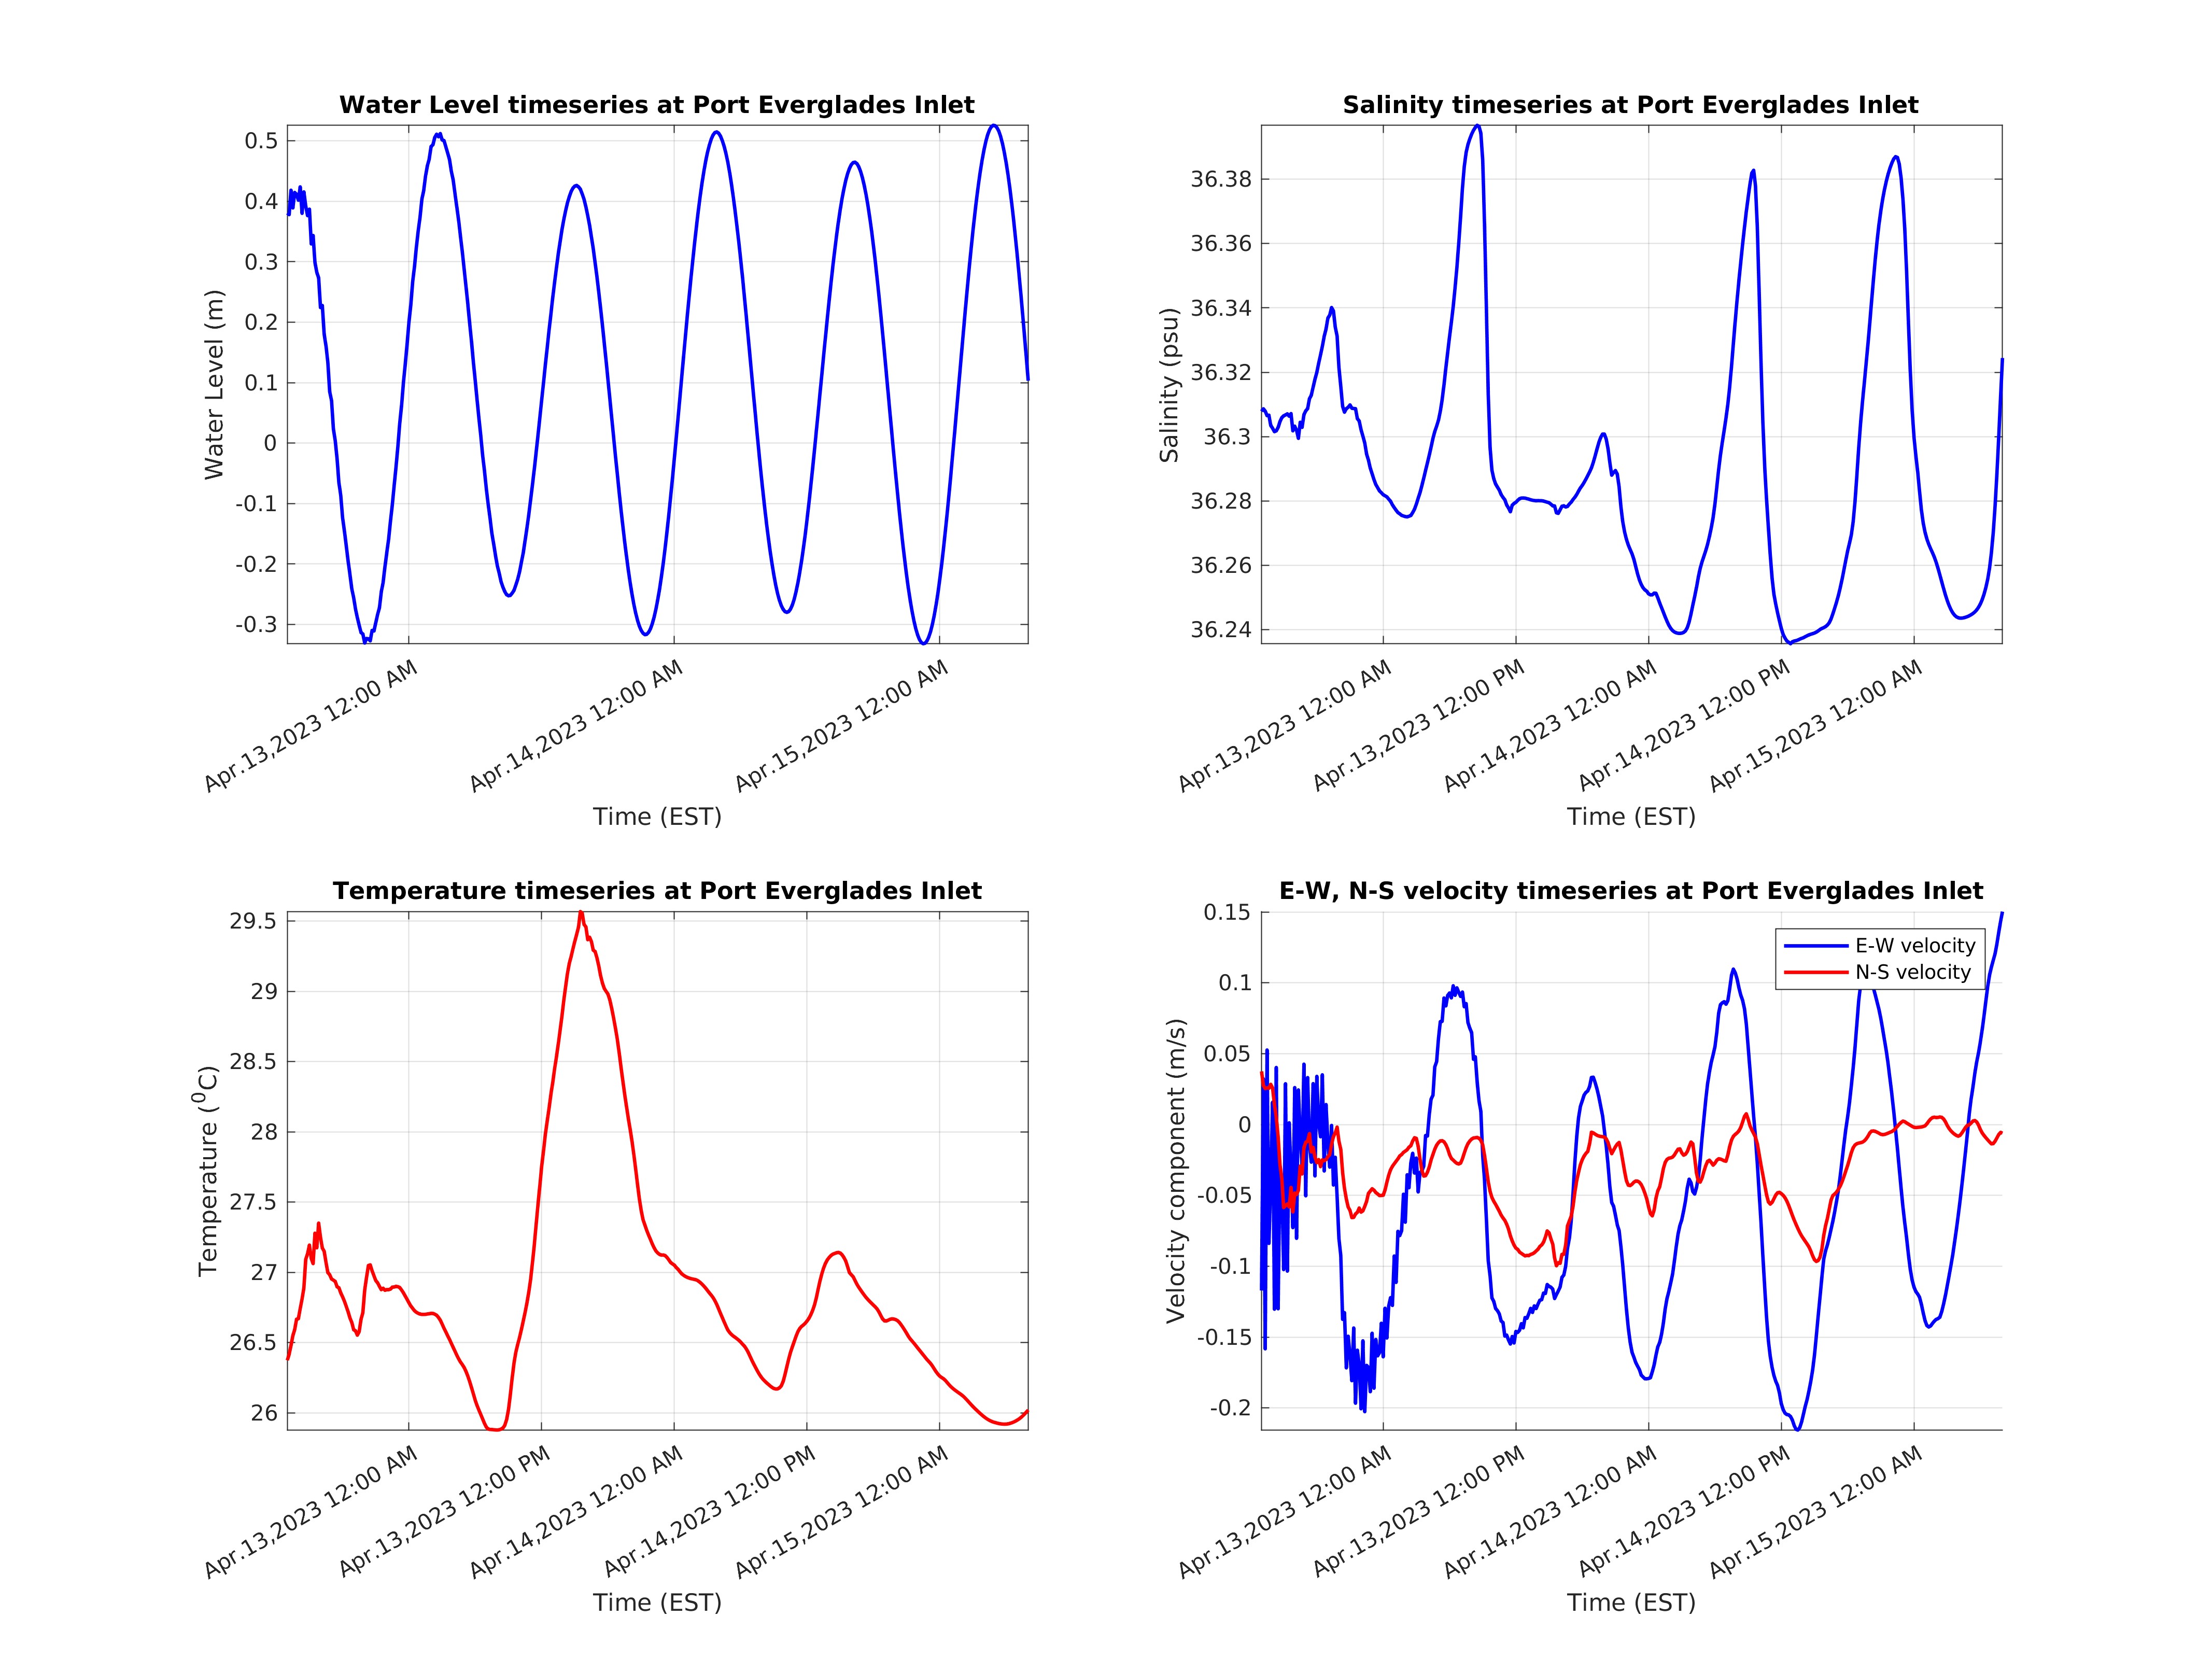 Water Level timeseries at Port Everglades Inlet
0.5
0.4
0.3
0.2
0.1
0
-0.1
-0.2
-0.3
Water Level (m)
Apr.13,2023 12:00 AM
Apr.14,2023 12:00 AM
Apr.15,2023 12:00 AM
Time (EST)
Salinity timeseries at Port Everglades Inlet
36.38
36.36
36.34
36.32
36.3
36.28
36.26
36.24
Salinity (psu)
Apr.13,2023 12:00 AM
Apr.13,2023 12:00 PM
Apr.14,2023 12:00 AM
Apr.14,2023 12:00 PM
Apr.15,2023 12:00 AM
Time (EST)
Temperature timeseries at Port Everglades Inlet
29.5
29
28.5
28
27.5
27
26.5
26
Temperature (⁰C)
Apr.13,2023 12:00 AM
Apr.13,2023 12:00 PM
Apr.14,2023 12:00 AM
Apr.14,2023 12:00 PM
Apr.15,2023 12:00 AM
Time (EST)
E-W, N-S velocity timeseries at Port Everglades Inlet
0.15
0.1
0.05
0
-0.05
-0.1
-0.15
-0.2
Velocity component (m/s)
E-W velocity
N-S velocity
Apr.13,2023 12:00 AM
Apr.13,2023 12:00 PM
Apr.14,2023 12:00 AM
Apr.14,2023 12:00 PM
Apr.15,2023 12:00 AM
Time (EST)